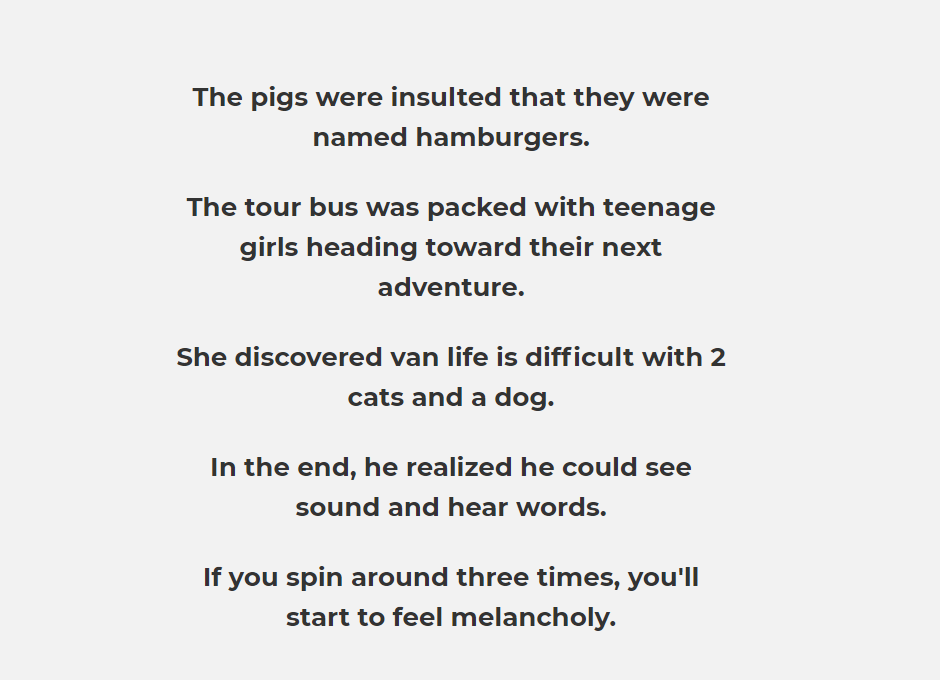 The pigs were insulted that they were
named hamburgers.
The tour bus was packed with teenage
girls heading toward their next
adventure.
She discovered van life is difficult with 2
cats and a dog.
In the end, he realized he could see
sound and hear words.
If you spin around three times, you'll
start to feel melancholy.